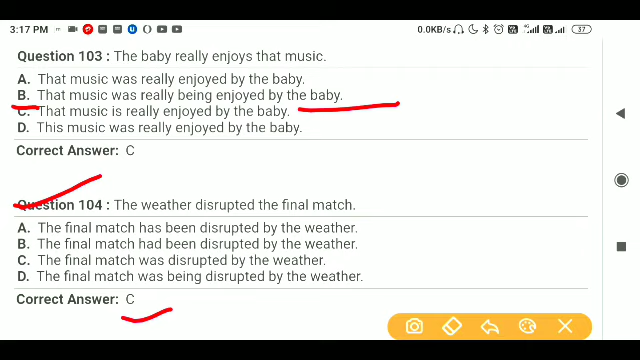 3:17 PM 0.0KB/s 37
Question 103 : The baby really enjoys that music.
A. That music was really enjoyed by the baby.
B. That music was really being enjoyed by the baby.
C. That music is really enjoyed by the baby.
D. This music was really enjoyed by the baby.
Correct Answer: C
Question 104 : The weather disrupted the final match.
A. The final match has been disrupted by the weather.
B. The final match had been disrupted by the weather.
C. The final match was disrupted by the weather.
D. The final match was being disrupted by the weather.
Correct Answer: C